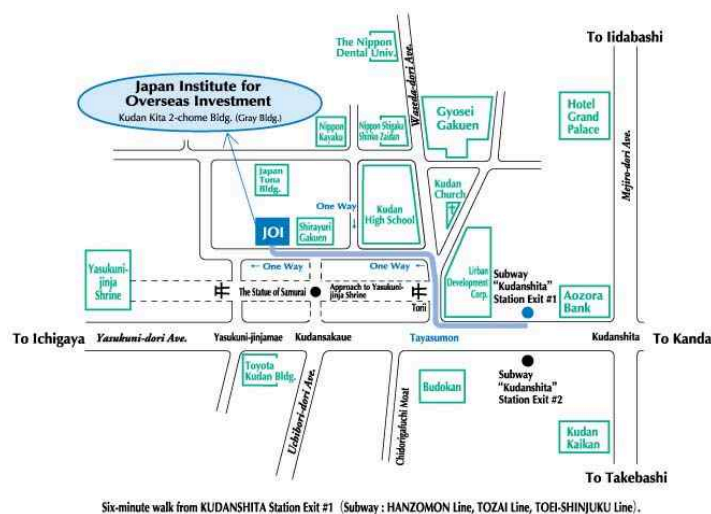 To Iidabashi
The Nippon
Dental Univ.
Waseda-dori Ave.
Japan Institute for
Overseas Investment
Kudan Kita 2-chome Bldg. (Gray Bldg.)
Gyosei
Gakuen
Hotel
Grand
Palace
Mejiro-dori Ave.
Nippon
Kayaku
Nippon Shigaku
Shinko Zaidan
Japan
Tuna
Bldg.
Kudan
Church
One Way
Kudan
High School
JOI
Shirayuri
Gakuen
Yasukuni-
jinja
Shrine
← One Way
One Way ←
Urban
Development
Corp.
Subway
"Kudanshita"
Station Exit #1
The Statue of Samurai
Approach to Yasukuni-
jinja Shrine
Torii
Aozora
Bank
To Ichigaya
Yasukuni-dori Ave.
Yasukuni-jinjamae
Kudansakaue
Tayasumon
Kudanshita
To Kanda
Toyota
Kudan Bldg.
Uchibori-dori Ave.
Chidorigafuchi Moat
Budokan
Subway
"Kudanshita"
Station Exit #2
Kudan
Kaikan
To Takebashi
Six-minute walk from KUDANSHITA Station Exit #1 (Subway : HANZOMON Line, TOZAI Line, TOEI-SHINJUKU Line).